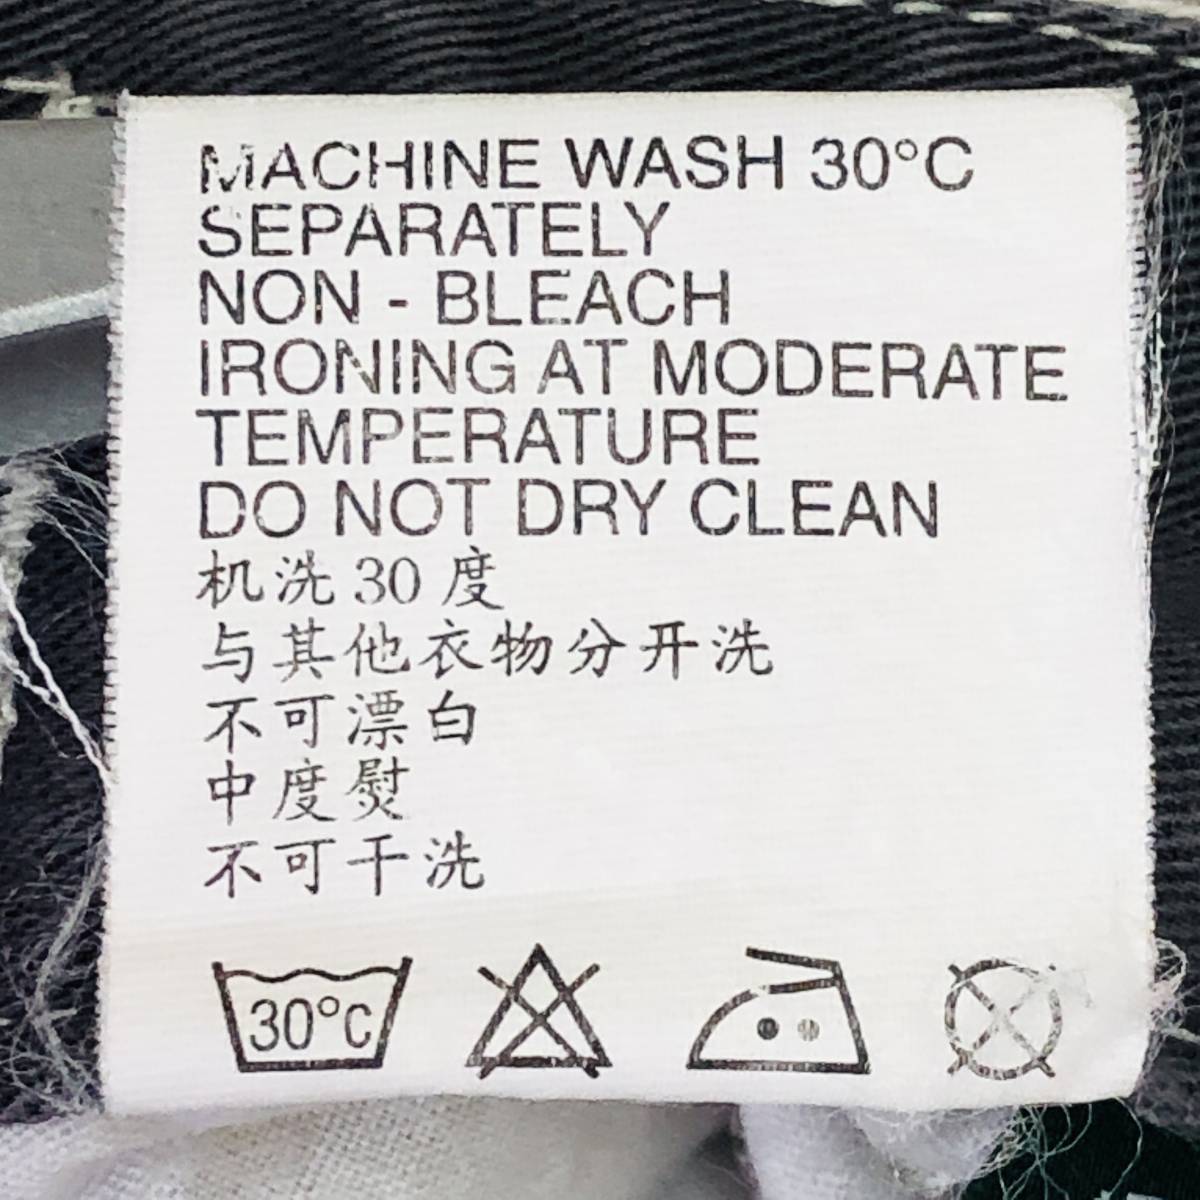 MACHINE WASH 30°C
SEPARATELY
NON - BLEACH
IRONING AT MODERATE
TEMPERATURE
DO NOT DRY CLEAN
机洗30度
与其他衣物分开洗
不可漂白
中度熨
不可干洗
30°C